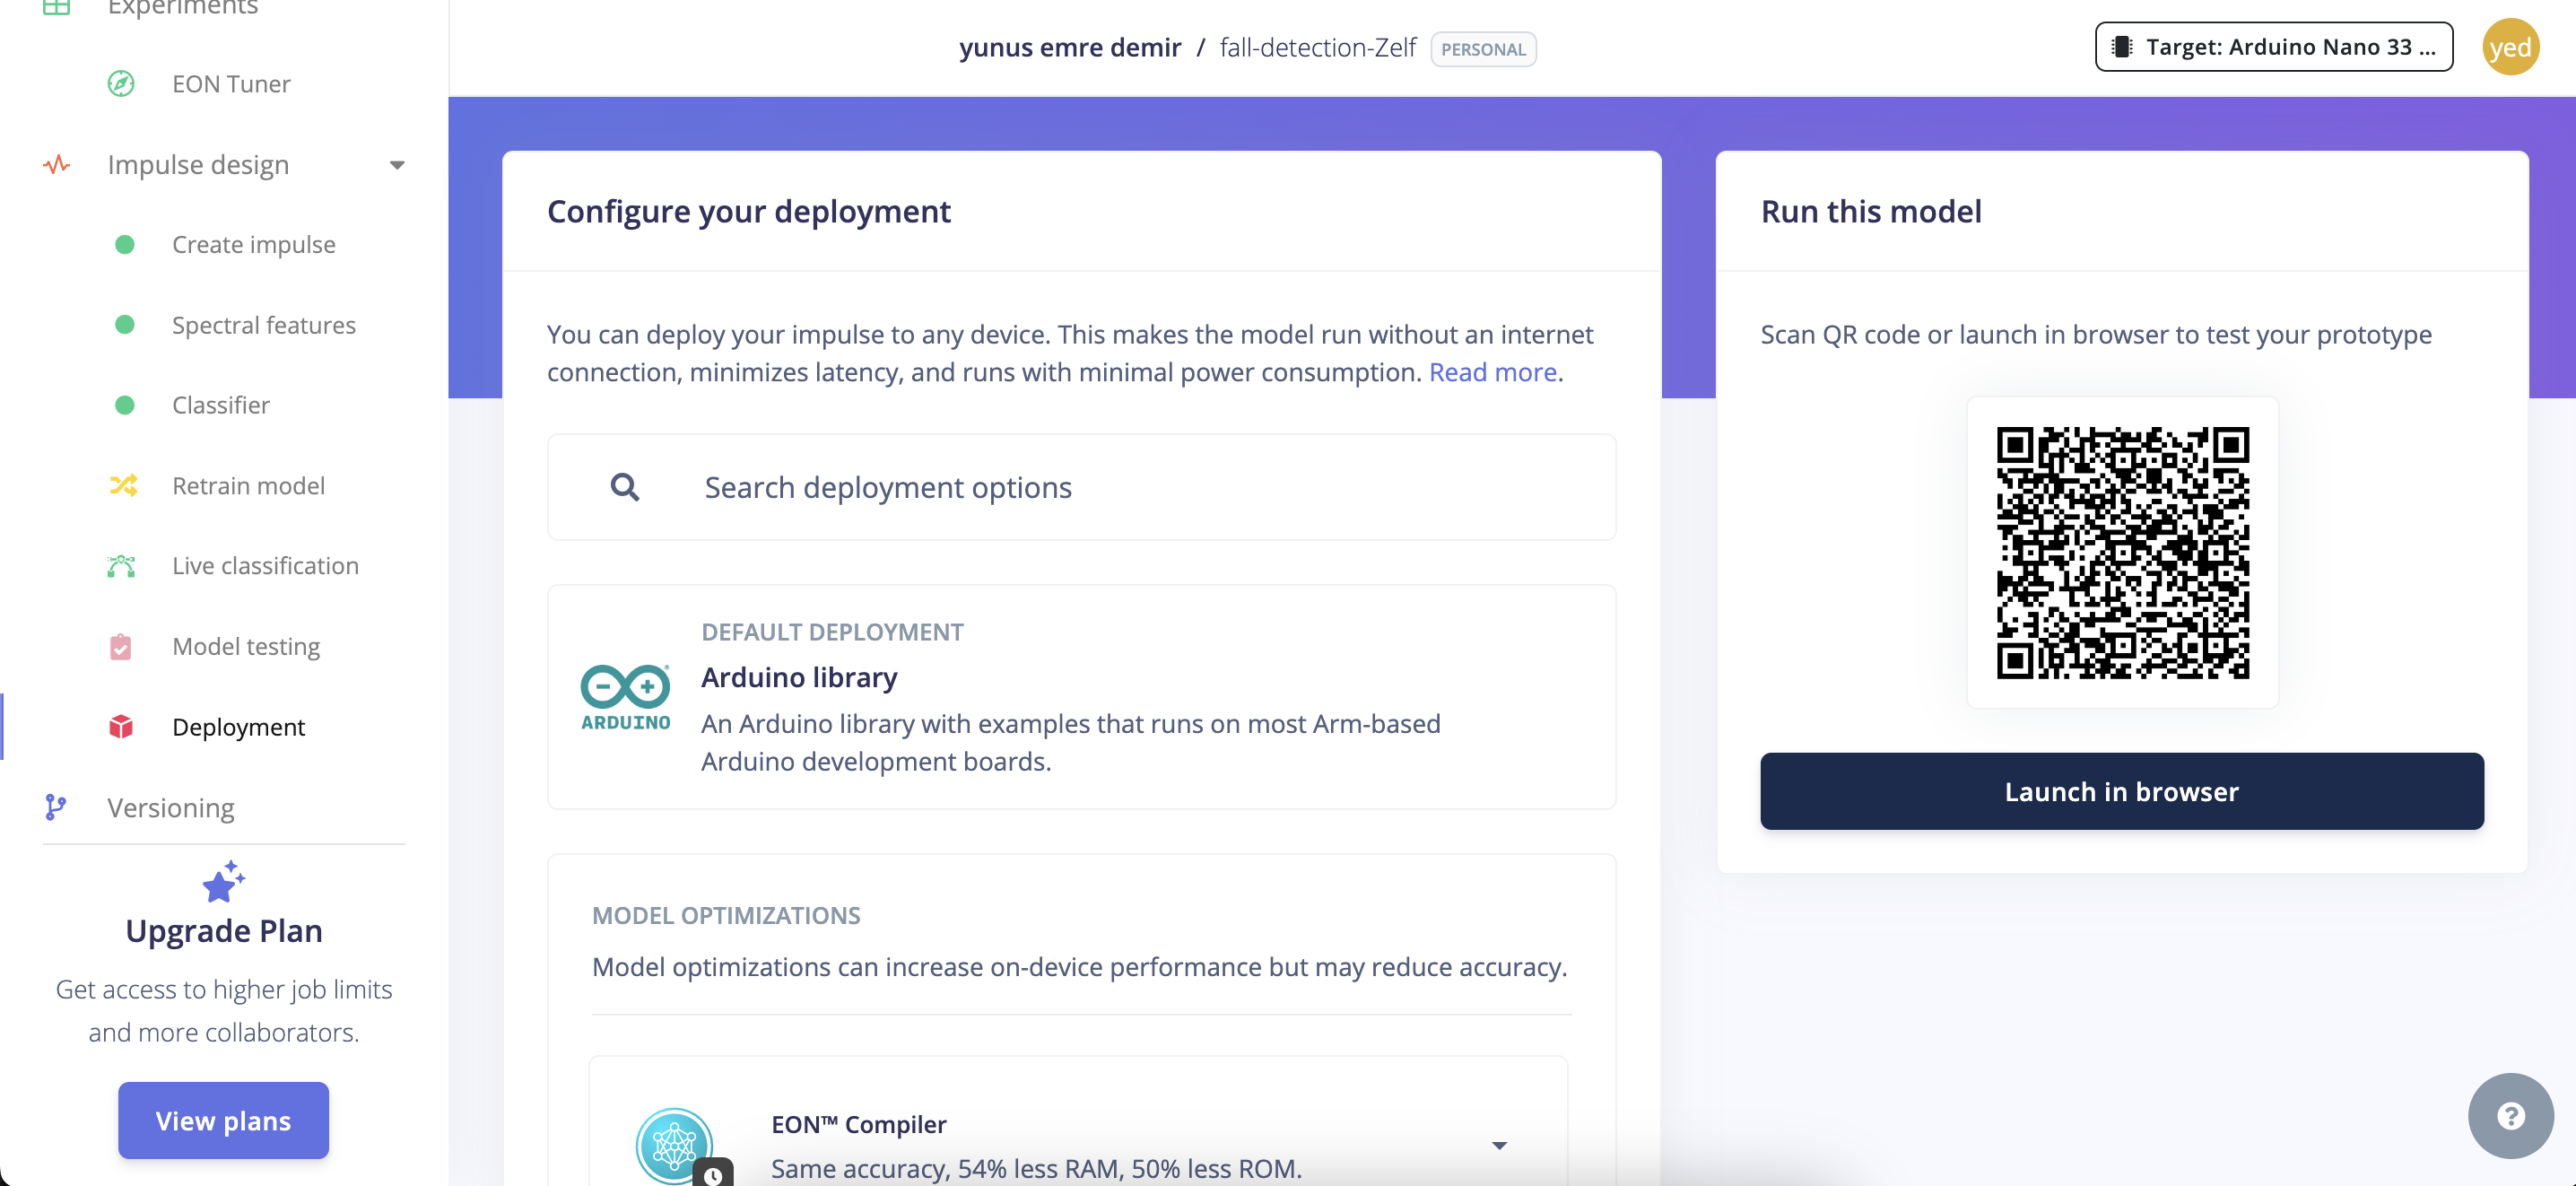 Experiments
EON Tuner
Impulse design
Create impulse
Spectral features
Classifier
Retrain model
Live classification
Model testing
Deployment
Versioning
Upgrade Plan
Get access to higher job limits
and more collaborators.
View plans
yunus emre demir / fall-detection-Zelf PERSONAL
Target: Arduino Nano 33 ...
yed
Configure your deployment
You can deploy your impulse to any device. This makes the model run without an internet
connection, minimizes latency, and runs with minimal power consumption. Read more.
Search deployment options
DEFAULT DEPLOYMENT
Arduino library
ARDUINO
An Arduino library with examples that runs on most Arm-based
Arduino development boards.
MODEL OPTIMIZATIONS
Model optimizations can increase on-device performance but may reduce accuracy.
EON™ Compiler
Same accuracy, 54% less RAM, 50% less ROM.
Run this model
Scan QR code or launch in browser to test your prototype
Launch in browser
?